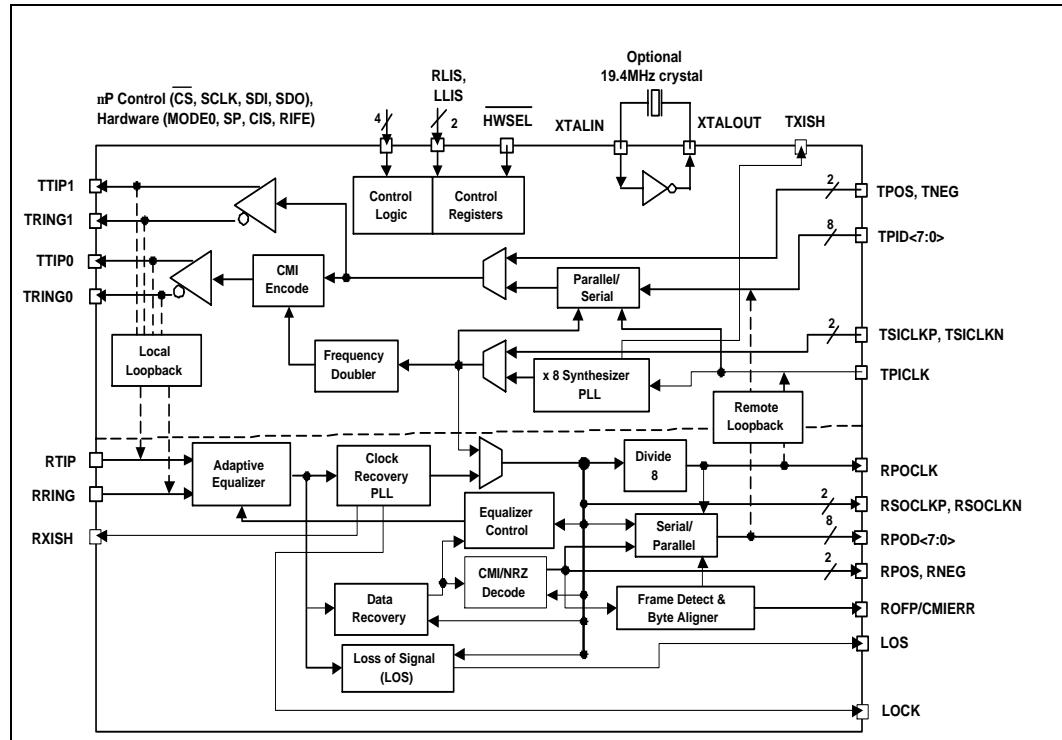 Optional
19.4MHz crystal
RLIS,
LLIS
nP Control (CS, SCLK, SDI, SDO),
Hardware (MODE0, SP, CIS, RIFE)
4
2
HWSEL
XTALIN
XTALOUT
TXISH
TTIP1
TRING1
TTIP0
TRING0
Control
Logic
Control
Registers
2
TPOS, TNEG
8
TPID<7:0>
CMI
Encode
Parallel/
Serial
2
TSICLKP, TSICLKN
Local
Loopback
Frequency
Doubler
x 8 Synthesizer
PLL
TPICLK
Remote
Loopback
RTIP
RRING
RXISH
Adaptive
Equalizer
Clock
Recovery
PLL
Divide
8
RPOCLK
2
RSOCLKP, RSOCLKN
Equalizer
Control
Serial/
Parallel
8
RPOD<7:0>
CMI/NRZ
Decode
2
RPOS, RNEG
Data
Recovery
Frame Detect &
Byte Aligner
ROFP/CMIERR
Loss of Signal
(LOS)
LOS
LOCK